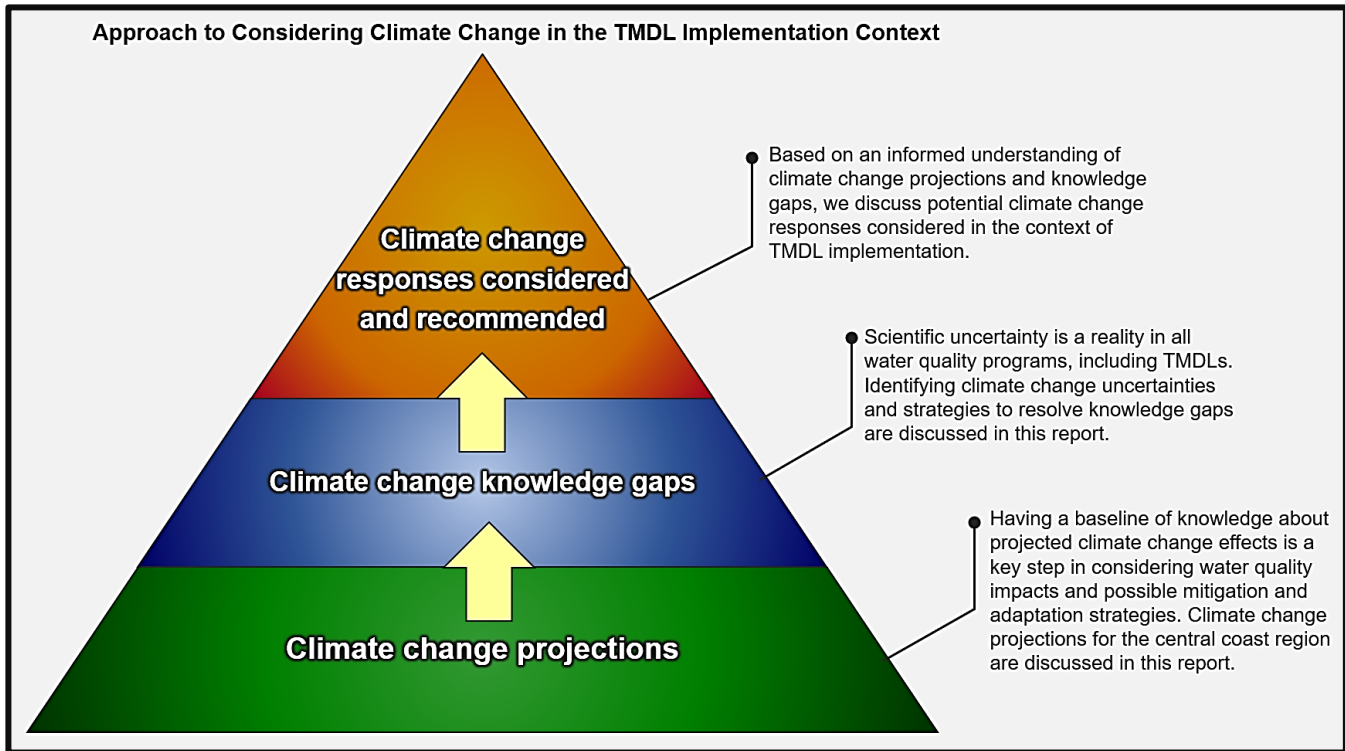 Approach to Considering Climate Change in the TMDL Implementation Context
Climate change
responses considered
and recommended
Based on an informed understanding of
climate change projections and knowledge
gaps, we discuss potential climate change
responses considered in the context of
TMDL implementation.
Climate change knowledge gaps
Scientific uncertainty is a reality in all
water quality programs, including TMDLs.
Identifying climate change uncertainties
and strategies to resolve knowledge gaps
are discussed in this report.
Climate change projections
Having a baseline of knowledge about
projected climate change effects is a
key step in considering water quality
impacts and possible mitigation and
adaptation strategies. Climate change
projections for the central coast region
are discussed in this report.